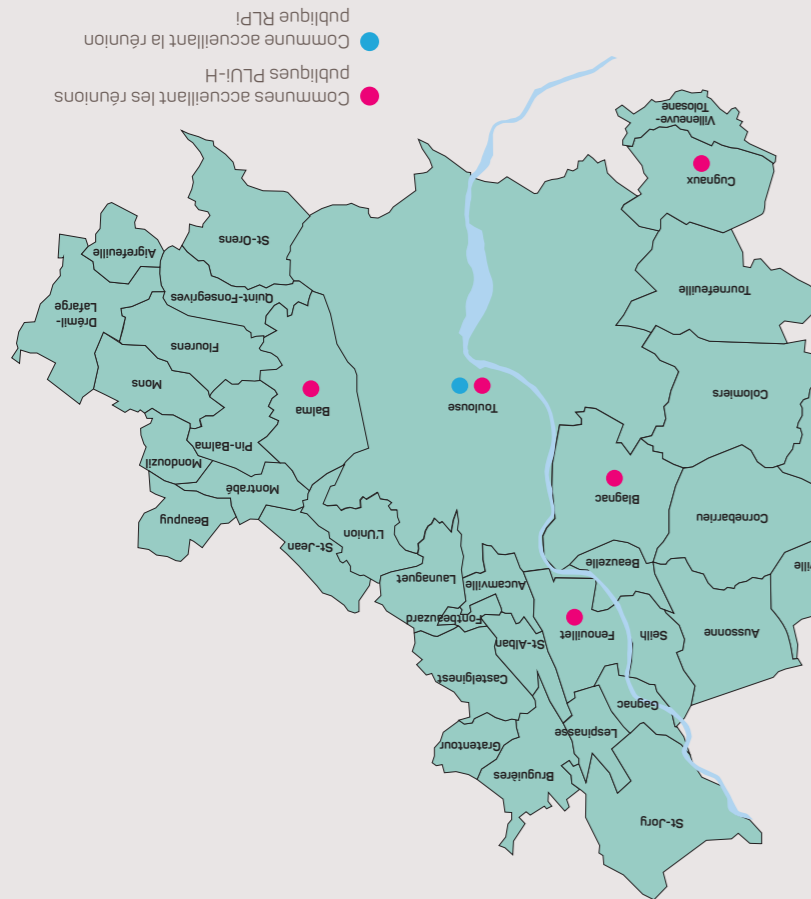 St-Jory
Bruguières
Gratentour
Lespinasse
Gagnac
Castelginest
St-Alban
Aussonne
Seilh
Fenouillet
Fontbeauzard
Aucamville
Launaguet
ville
Beauzelle
St-Jean
L'Union
Beaupuy
Cornebarrieu
Blagnac
Montrabé
Mondouzil
Pin-Balma
Balma
Toulouse
Colomiers
Mons
Flourens
Drémil-
Lafarge
Quint-Fonsegrives
Tournefeuille
Aigrefeuille
St-Orens
Cugnaux
Villeneuve-
Tolosane
Communes accueillant les réunions
publiques PLUi-H
Commune accueillant la réunion
publique RLPi